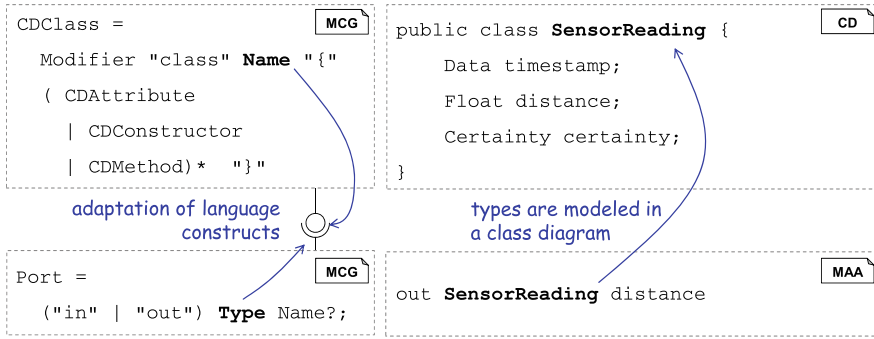 CDClass =
MCG
Modifier "class" Name "{"
( CDAttribute
| CDConstructor
| CDMethod)* "}"
adaptation of language
constructs
Port =
MCG
("in" | "out") Type Name?;
public class SensorReading {
CD
Data timestamp;
Float distance;
Certainty certainty;
}
types are modeled in
a class diagram
MAA
out SensorReading distance